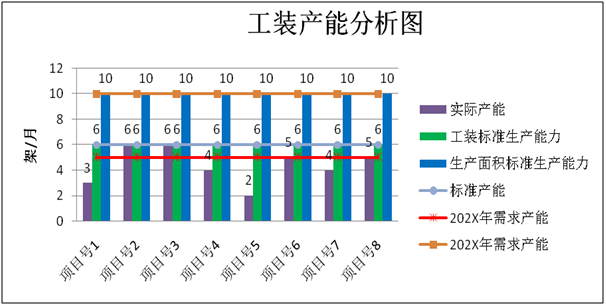 工装产能分析图
架/月
12
10
8
6
4
2
0
10 10 10 10 10 10 10 10
3 6 6 6 6 6 4 6 2 6 5 6 4 6 5 6
项目号1 项目号2 项目号3 项目号4 项目号5 项目号6 项目号7 项目号8
实际产能
工装标准生产能力
生产面积标准生产能力
标准产能
202X年需求产能
202X年需求产能